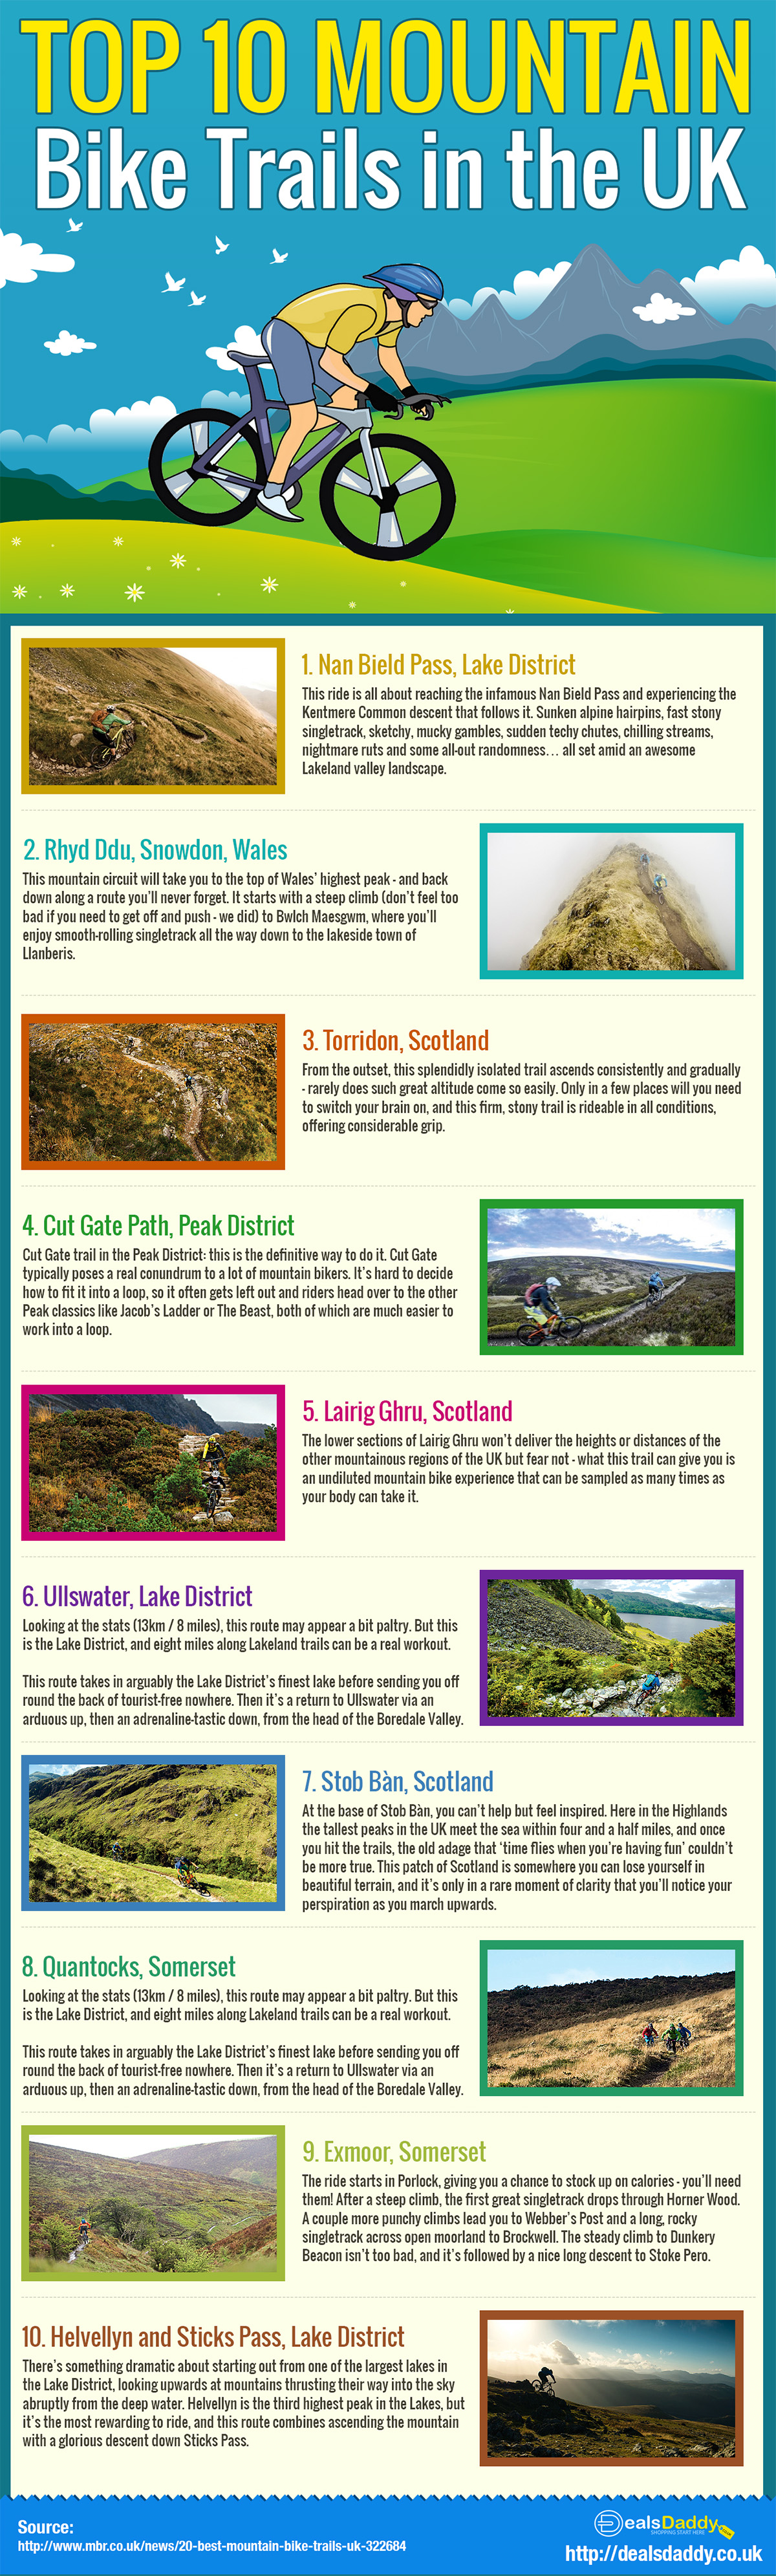 TOP 10 MOUNTAIN
Bike Trails in the UK
1. Nan Bield Pass, Lake District
This ride is all about reaching the infamous Nan Bield Pass and experiencing the
Kentmere Common descent that follows it. Sunken alpine hairpins, fast stony
singletrack, sketchy, mucky gambles, sudden techy chutes, chilling streams,
nightmare ruts and some all-out randomness... all set amid an awesome
Lakeland valley landscape.
2. Rhyd Ddu, Snowdon, Wales
This mountain circuit will take you to the top of Wales' highest peak - and back
down along a route you'll never forget. It starts with a steep climb (don't feel too
bad if you need to get off and push - we did) to Bwlch Maesgwm, where you'll
enjoy smooth-rolling singletrack all the way down to the lakeside town of
Llanberis.
3. Torridon, Scotland
From the outset, this splendidly isolated trail ascends consistently and gradually
- rarely does such great altitude come so easily. Only in a few places will you need
to switch your brain on, and this firm, stony trail is rideable in all conditions,
offering considerable grip.
4. Cut Gate Path, Peak District
Cut Gate trail in the Peak District: this is the definitive way to do it. Cut Gate
typically poses a real conundrum to a lot of mountain bikers. It's hard to decide
how to fit it into a loop, so it often gets left out and riders head over to the other
Peak classics like Jacob's Ladder or The Beast, both of which are much easier to
work into a loop.
5. Lairig Ghru, Scotland
The lower sections of Lairig Ghru won't deliver the heights or distances of the
other mountainous regions of the UK but fear not - what this trail can give you is
an undiluted mountain bike experience that can be sampled as many times as
your body can take it.
6. Ullswater, Lake District
Looking at the stats (13km / 8 miles), this route may appear a bit paltry. But this
is the Lake District, and eight miles along Lakeland trails can be a real workout.
This route takes in arguably the Lake District's finest lake before sending you off
round the back of tourist-free nowhere. Then it's a return to Ullswater via an
arduous up, then an adrenaline-tastic down, from the head of the Boredale Valley.
7. Stob Bàn, Scotland
At the base of Stob Bàn, you can't help but feel inspired. Here in the Highlands
the tallest peaks in the UK meet the sea within four and a half miles, and once
you hit the trails, the old adage that 'time flies when you're having fun' couldn't
be more true. This patch of Scotland is somewhere you can lose yourself in
beautiful terrain, and it's only in a rare moment of clarity that you'll notice your
perspiration as you march upwards.
8. Quantocks, Somerset
Looking at the stats (13km / 8 miles), this route may appear a bit paltry. But this
is the Lake District, and eight miles along Lakeland trails can be a real workout.
This route takes in arguably the Lake District's finest lake before sending you off
round the back of tourist-free nowhere. Then it's a return to Ullswater via an
arduous up, then an adrenaline-tastic down, from the head of the Boredale Valley.
9. Exmoor, Somerset
The ride starts in Porlock, giving you a chance to stock up on calories - you'll need
them! After a steep climb, the first great singletrack drops through Horner Wood.
A couple more punchy climbs lead you to Webber's Post and a long, rocky
singletrack across open moorland to Brockwell. The steady climb to Dunkery
Beacon isn't too bad, and it's followed by a nice long descent to Stoke Pero.
10. Helvellyn and Sticks Pass, Lake District
There's something dramatic about starting out from one of the largest lakes in
the Lake District, looking upwards at mountains thrusting their way into the sky
abruptly from the deep water. Helvellyn is the third highest peak in the Lakes, but
it's the most rewarding to ride, and this route combines ascending the mountain
with a glorious descent down Sticks Pass.
Source:
http://www.mbr.co.uk/news/20-best-mountain-bike-trails-uk-322684
DealsDaddy
SHOPPING START HERE
http://dealsdaddy.co.uk